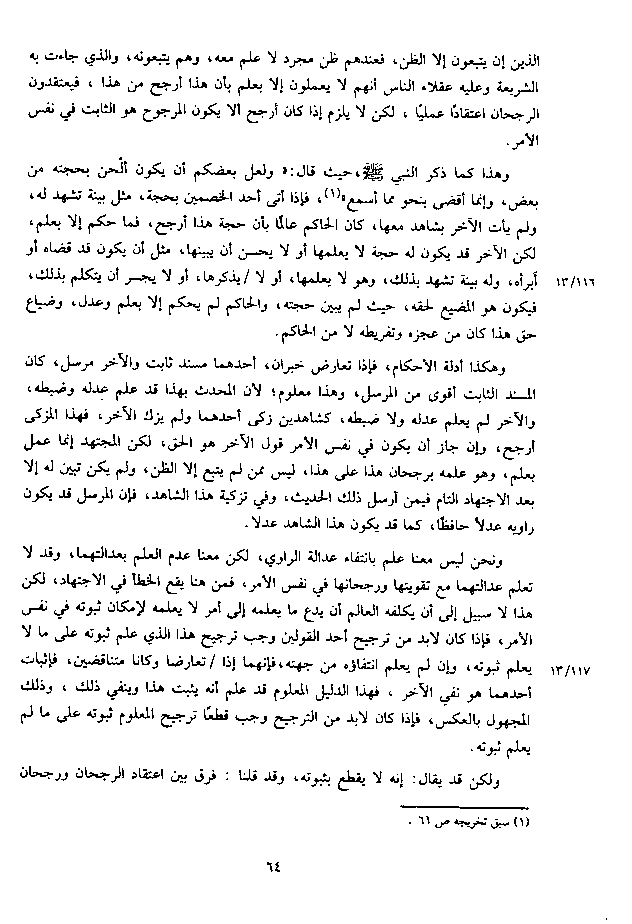 الذين إن يتبعون إلا الظن، فعندهم ظن مجرد لا علم معه، وهم يتبعونه، والذي جاءت به
الشريعة وعليه عقلاء الناس أنهم لا يعملون إلا بعلم بأن هذا أرجح من هذا ، فيعتقدون
الرجحان اعتقادًا عمليًا ، لكن لا يلزم إذا كان أرجح ألا يكون المرجوح هو الثابت في نفس
الأمر.
وهذا كما ذكر النبي ﷺ،حيث قال:« ولعل بعضكم أن يكون ألْحن بحجته من
بعض، وإنما أقضي بنحو مما أسمع»(١)، فإذا أتى أحد الخصمين بحجة، مثل بينة تشهد له،
ولم يأت الآخر بشاهد معها، كان الحاكم عالمًا بأن حجة هذا أرجح، فما حكم إلا بعلم،
لكن الآخر قد يكون له حجة لا يعلمها أو لا يحسن أن يبينها، مثل أن يكون قد قضاه أو
أبرأه، وله بينة تشهد بذلك، وهو لا يعلمها، أو لا / يذكرها، أو لا يجسر أن يتكلم بذلك، ١٣/١١٦
فيكون هو المضيع لحقه، حيث لم يبين حجته، والحاكم لم يحكم إلا بعلم وعدل، وضياع
حق هذا كان من عجزه وتفريطه لا من الحاكم.
وهكذا أدلة الأحكام، فإذا تعارض خبران، أحدهما مسند ثابت والآخر مرسل، كان
المسند الثابت أقوى من المرسل، وهذا معلوم؛ لأن المحدث بهذا قد علم عدله وضبطه،
والآخر لم يعلم عدله ولا ضبطه، كشاهدين زكى أحدهما ولم يزك الآخر، فهذا المزكى
أرجح، وإن جاز أن يكون في نفس الأمر قول الآخر هو الحق، لكن المجتهد إنما عمل
بعلم، وهو علمه برجحان هذا على هذا، ليس ممن لم يتبع إلا الظن، ولم يكن تبين له إلا
بعد الاجتهاد التام فيمن أرسل ذلك الحديث، وفي تزكية هذا الشاهد، فإن المرسل قد يكون
راويه عدلاً حافظًا، كما قد يكون هذا الشاهد عدلا.
ونحن ليس معنا علم بانتفاء عدالة الراوي، لكن معنا عدم العلم بعدالتهما، وقد لا
تعلم عدالتهما مع تقويتها ورجحانها في نفس الأمر، فمن هنا يقع الخطأ في الاجتهاد، لكن
هذا لا سبيل إلى أن يكلفه العالم أن يدع ما يعلمه إلى أمر لا يعلمه لإمكان ثبوته في نفس
الأمر، فإذا كان لابد من ترجيح أحد القولين وجب ترجيح هذا الذي علم ثبوته على ما لا
يعلم ثبوته، وإن لم يعلم انتفاؤه من جهته،فإنهما إذا / تعارضا وكانا متناقضين، فإثبات ١٣/١١٧
أحدهما هو نفي الآخر ، فهذا الدليل المعلوم قد علم أنه يثبت هذا وينفي ذلك ، وذلك
المجهول بالعكس، فإذا كان لابد من الترجيح وجب قطعًا ترجيح المعلوم ثبوته على ما لم
يعلم ثبوته.
ولكن قد يقال: إنه لا يقطع بثبوته، وقد قلنا : فرق بين اعتقاد الرجحان ورجحان
(١) سبق تخريجه ص ٦١ .
٦٤